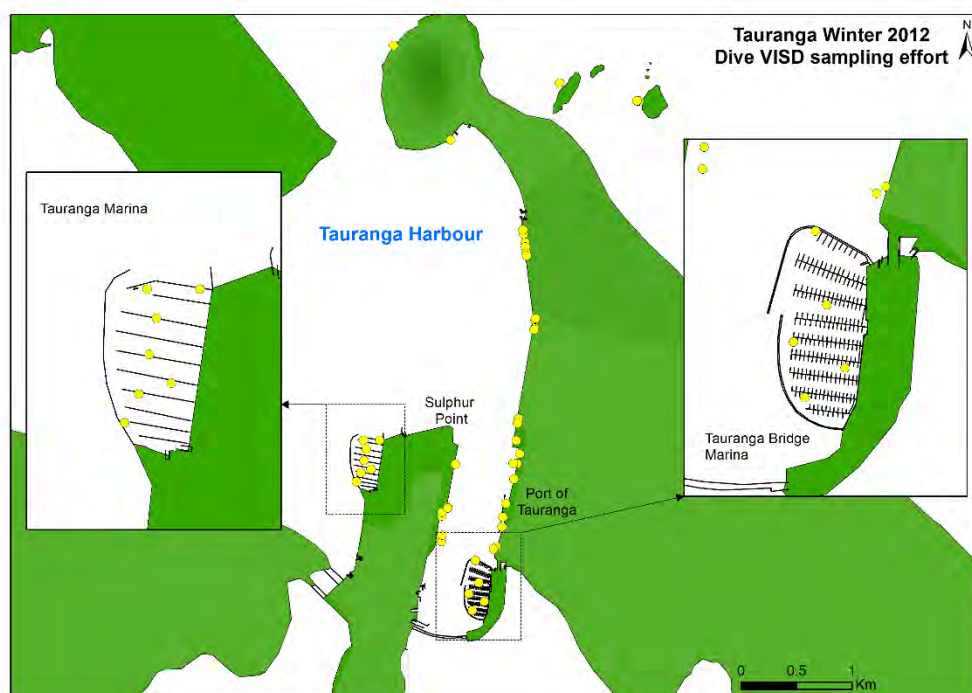 Tauranga Winter 2012
Dive VISD sampling effort
N
Tauranga Marina
Tauranga Harbour
Sulphur
Point
Port of
Tauranga
Tauranga Bridge
Marina
0 0.5 1
Km